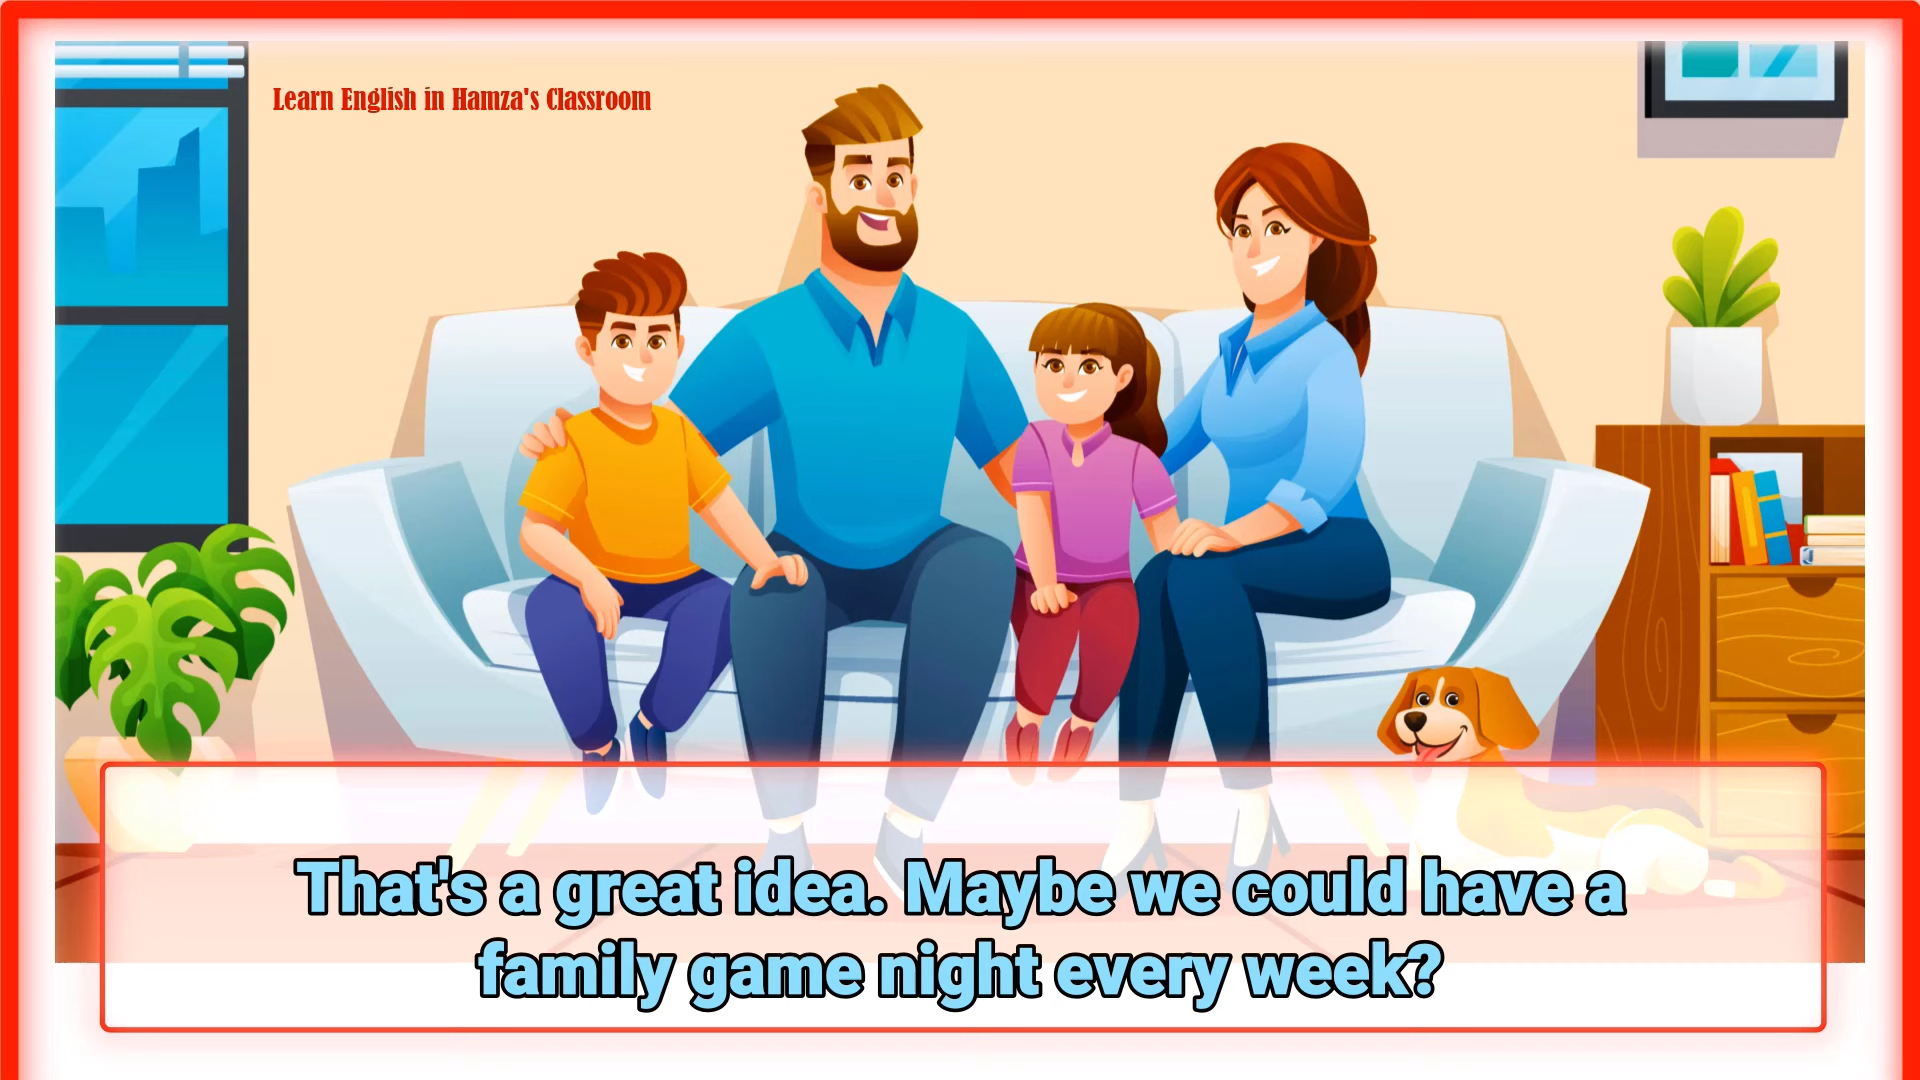 Learn English in Hamza's Classroom
That's a great idea. Maybe we could have a
family game night every week?